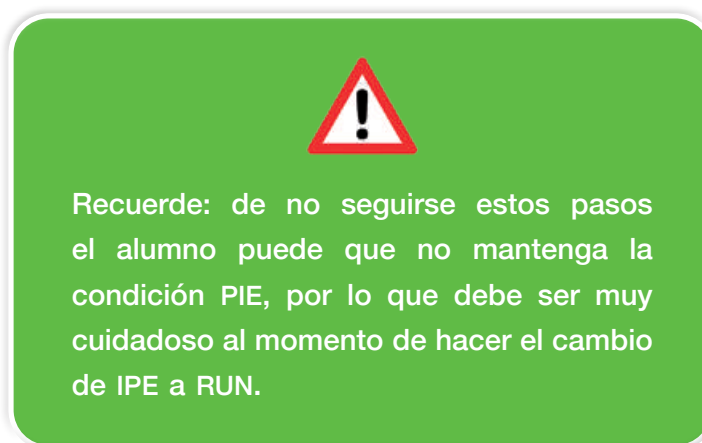 Recuerde: de no seguirse estos pasos
el alumno puede que no mantenga la
condición PIE, por lo que debe ser muy
cuidadoso al momento de hacer el cambio
de IPE a RUN.